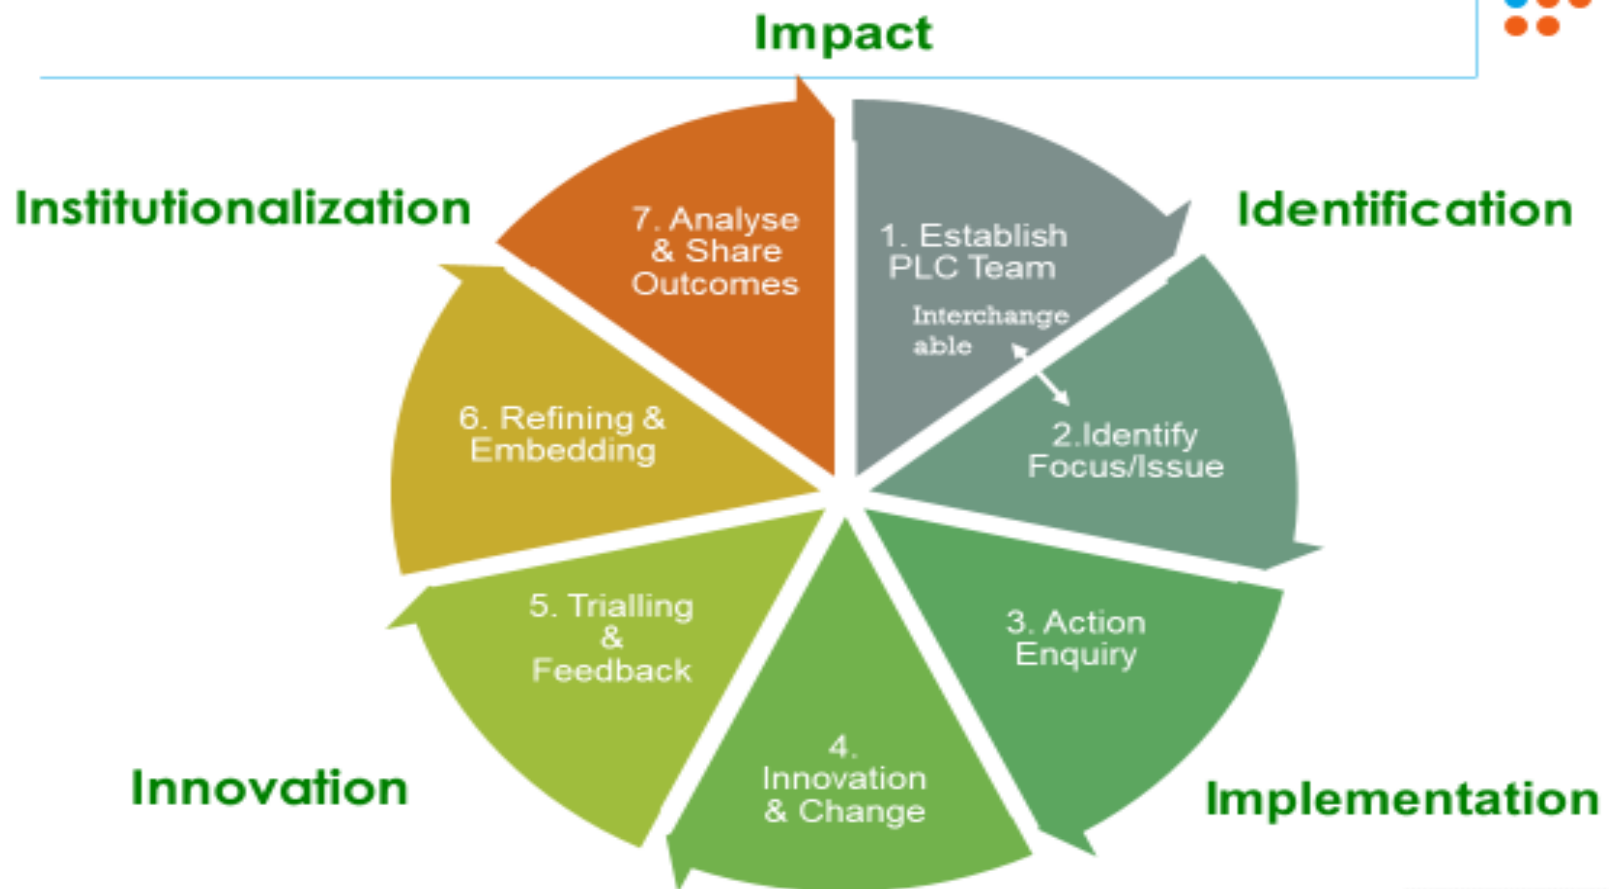 Impact
Institutionalization
Identification
7. Analyse
& Share
Outcomes
1. Establish
PLC Team
Interchange
able
6. Refining &
Embedding
2.Identify
Focus/Issue
5. Trialling
&
Feedback
3. Action
Enquiry
4.
Innovation
& Change
Innovation
Implementation